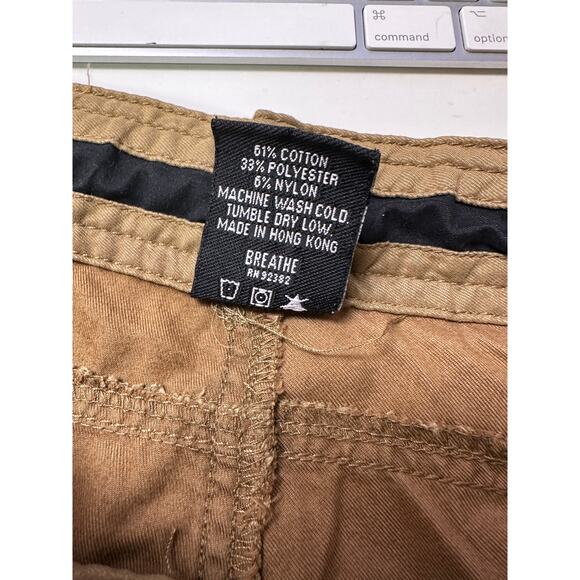 ⌘
command
⌥
option
61% COTTON
33% POLYESTER
6% NYLON
MACHINE WASH COLD.
TUMBLE DRY LOW.
MADE IN HONG KONG
BREATHE
RN 92382